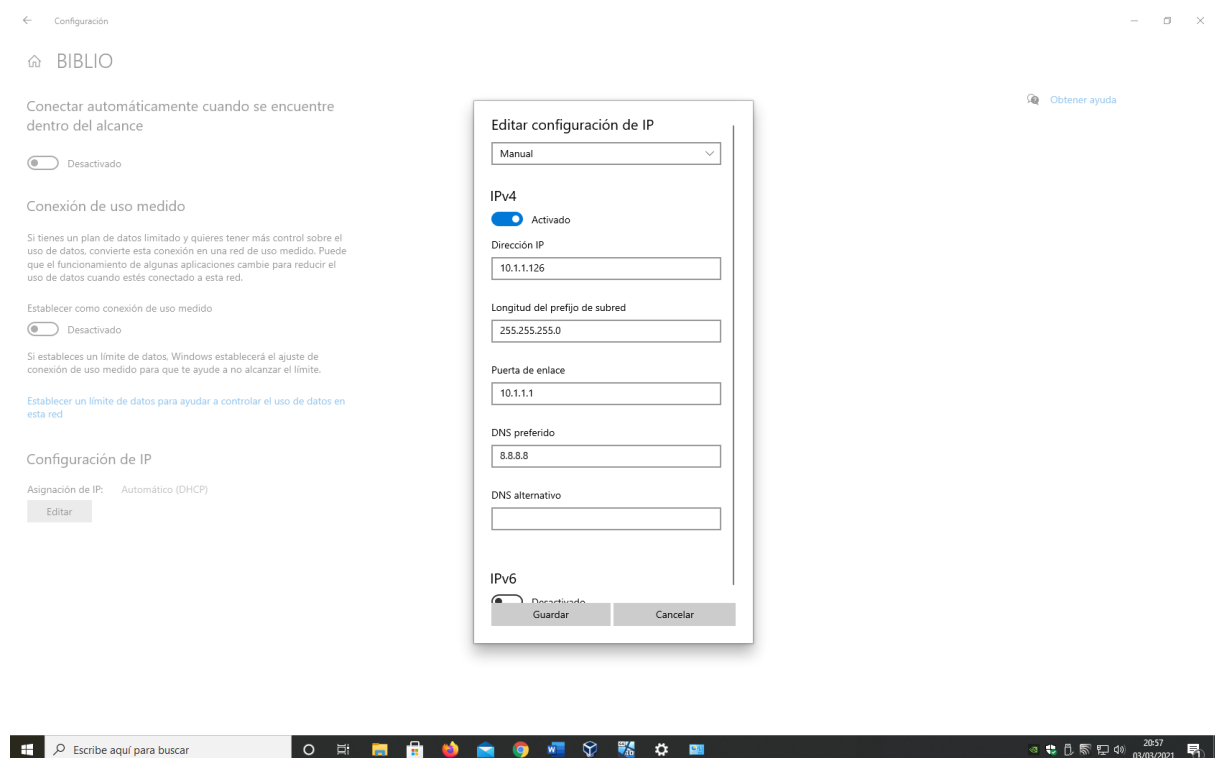 Configuración
BIBLIO
Conectar automáticamente cuando se encuentre
dentro del alcance
Desactivado
Conexión de uso medido
Si tienes un plan de datos limitado y quieres tener más control sobre el
uso de datos, convierte esta conexión en una red de uso medido. Puede
que el funcionamiento de algunas aplicaciones cambie para reducir el
uso de datos cuando estés conectado a esta red.
Establecer como conexión de uso medido
Desactivado
Si estableces un límite de datos, Windows establecerá el ajuste de
conexión de uso medido para que te ayude a no alcanzar el límite.
Establecer un límite de datos para ayudar a controlar el uso de datos en
esta red
Configuración de IP
Asignación de IP: Automático (DHCP)
Editar
Editar configuración de IP
Manual
IPv4
Activado
Dirección IP
10.1.1.126
Longitud del prefijo de subred
255.255.255.0
Puerta de enlace
10.1.1.1
DNS preferido
8.8.8.8
DNS alternativo
IPv6
Desactivado
Guardar Cancelar
Obtener ayuda
Escribe aquí para buscar
20:57
03/03/2021